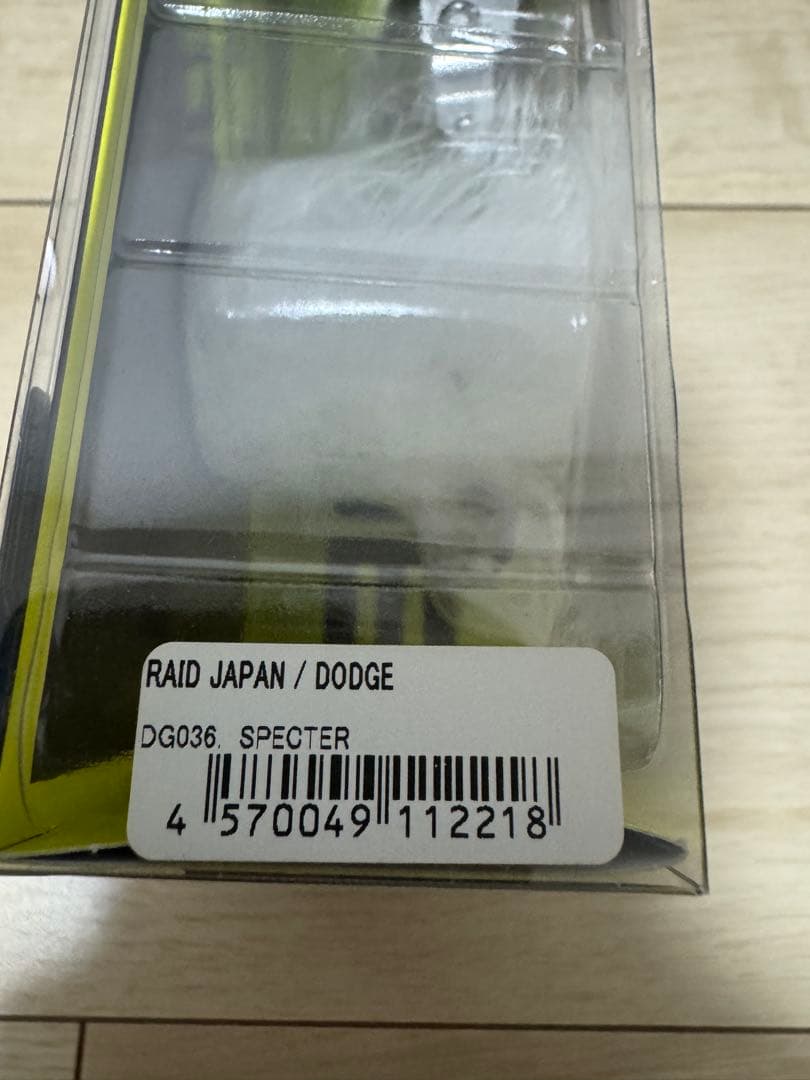 RAID JAPAN / DODGE
DG036. SPECTER
4 570049 112218